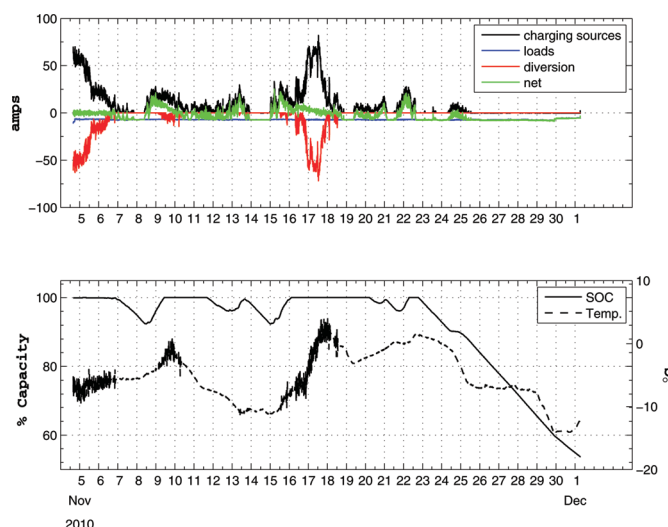 100
50
0
−50
−100
amps
charging sources
loads
diversion
net
5 6 7 8 9 10 11 12 13 14 15 16 17 18 19 20 21 22 23 24 25 26 27 28 29 30 1
100
80
60
% Capacity
SOC
Temp.
10
0
−10
−20
°C
5 6 7 8 9 10 11 12 13 14 15 16 17 18 19 20 21 22 23 24 25 26 27 28 29 30 1
Nov Dec
2010